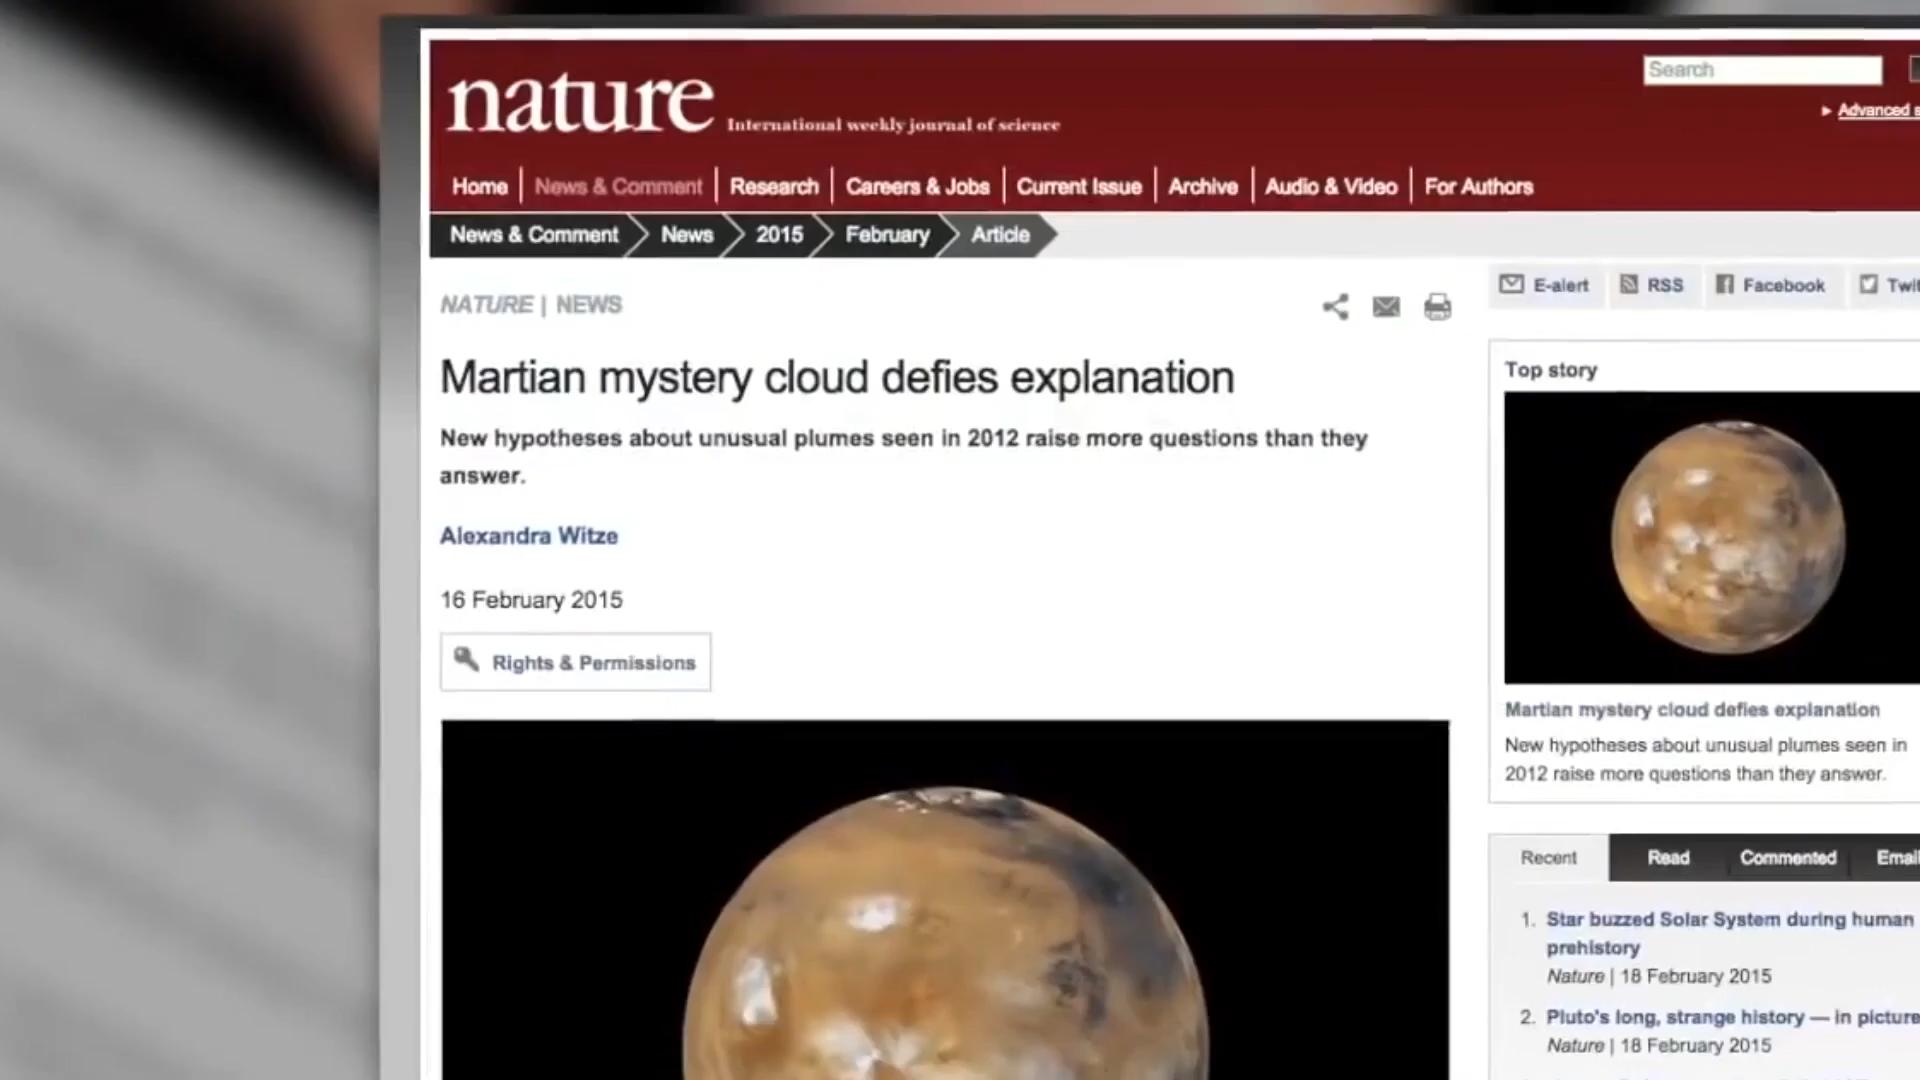 nature
International weekly journal of science
Search
Advanced
Home
News & Comment
Research
Careers & Jobs
Current Issue
Archive
Audio & Video
For Authors
News & Comment
News
2015
February
Article
NATURE | NEWS
Martian mystery cloud defies explanation
New hypotheses about unusual plumes seen in 2012 raise more questions than they
answer.
Alexandra Witze
16 February 2015
Rights & Permissions
E-alert
RSS
Facebook
Top story
Martian mystery cloud defies explanation
New hypotheses about unusual plumes seen in
2012 raise more questions than they answer.
Recent
Read
Commented
Email
1. Star buzzed Solar System during human
prehistory
Nature | 18 February 2015
2. Pluto's long, strange history — in picture
Nature | 18 February 2015